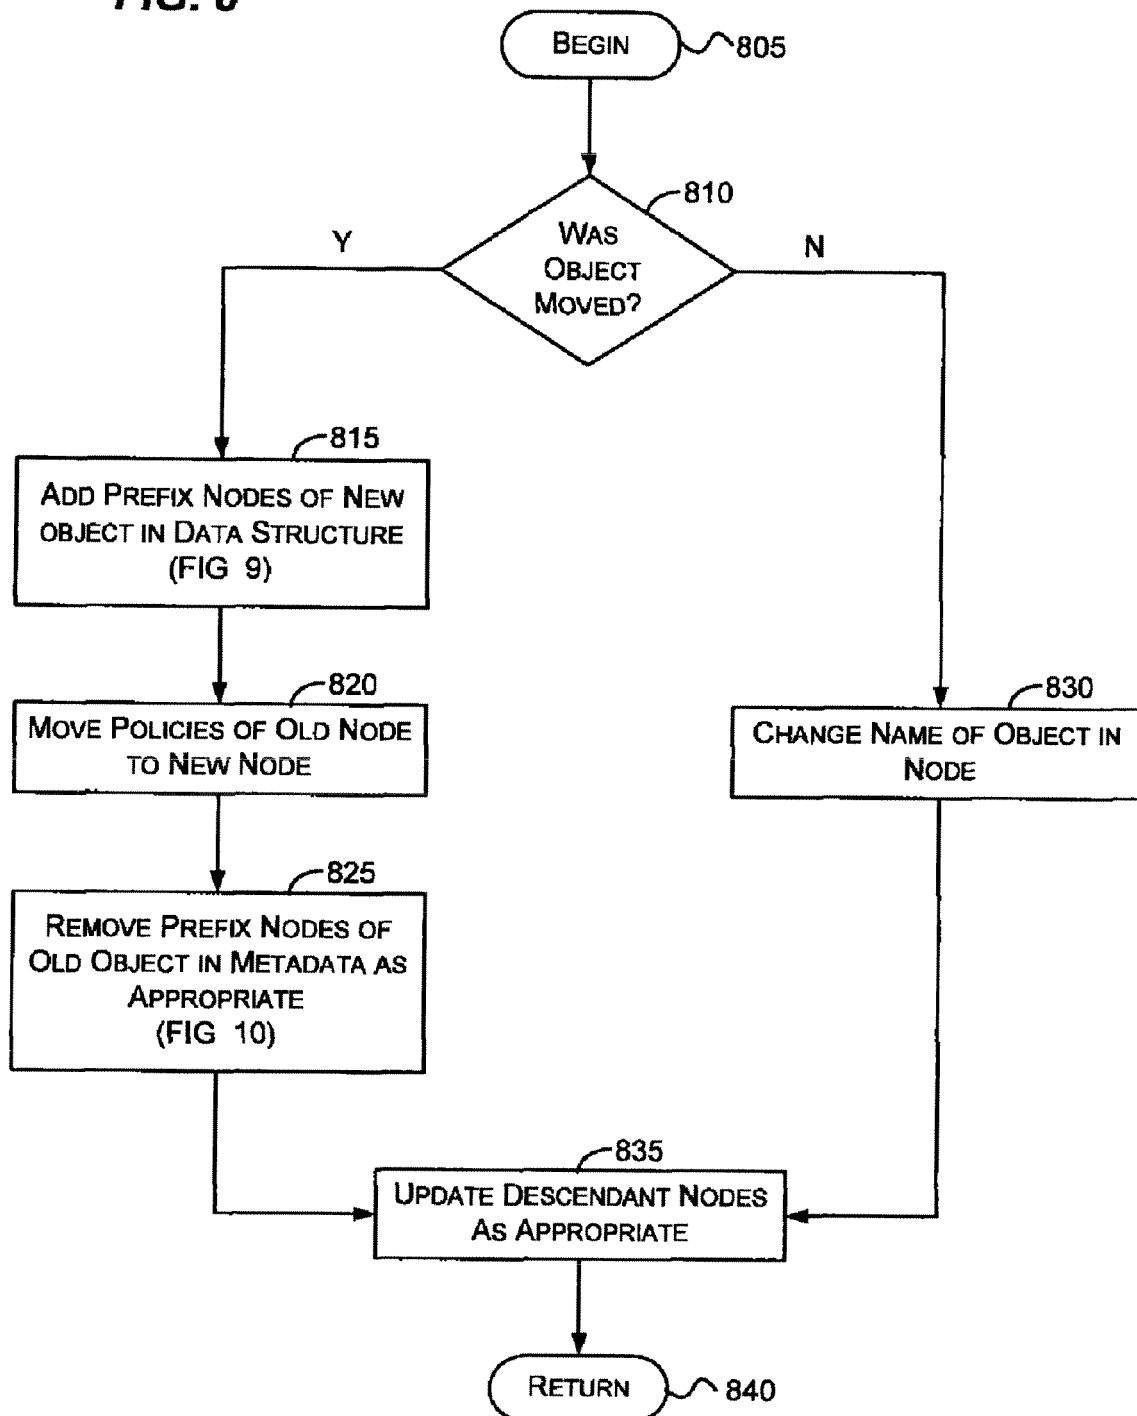 BEGIN
805
810
WAS
OBJECT
MOVED?
Y
N
815
ADD PREFIX NODES OF NEW
OBJECT IN DATA STRUCTURE
(FIG 9)
820
MOVE POLICIES OF OLD NODE
TO NEW NODE
830
CHANGE NAME OF OBJECT IN
NODE
825
REMOVE PREFIX NODES OF
OLD OBJECT IN METADATA AS
APPROPRIATE
(FIG 10)
835
UPDATE DESCENDANT NODES
AS APPROPRIATE
RETURN
840